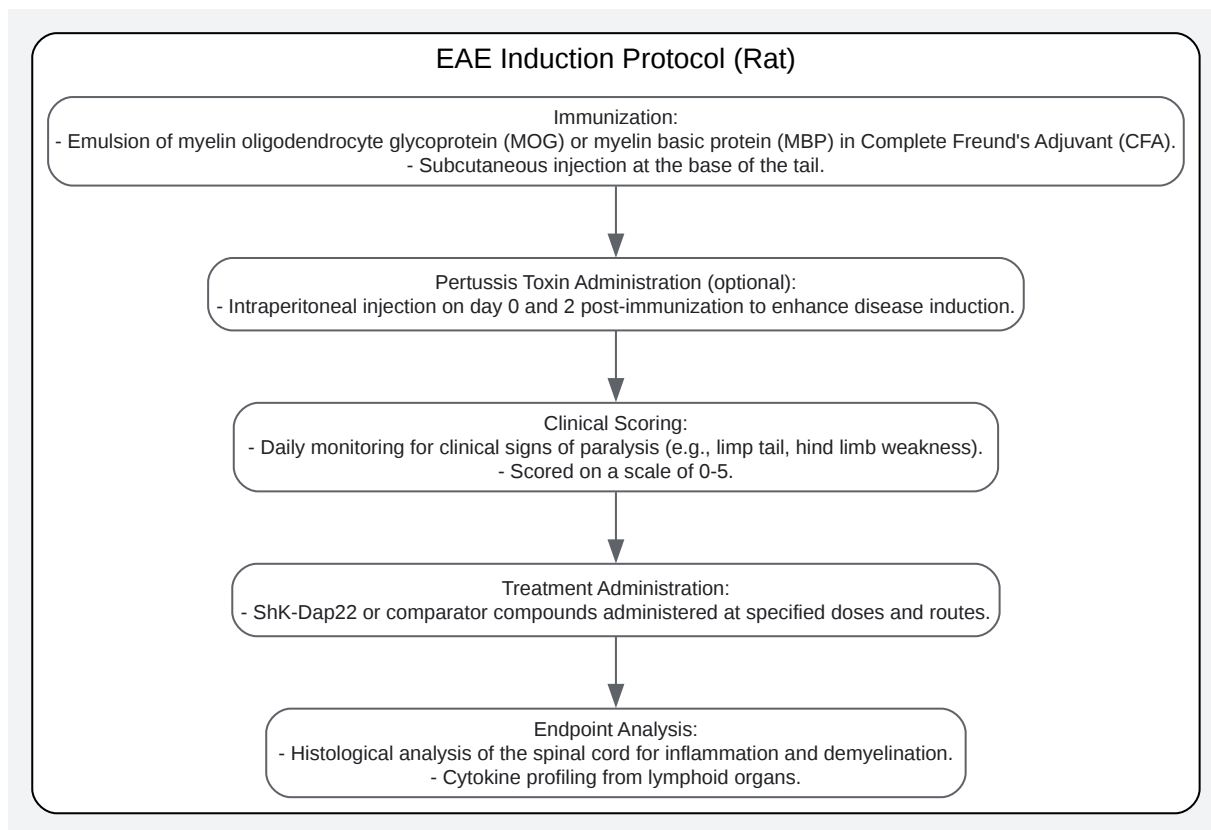 EAE Induction Protocol (Rat)
Immunization:
- Emulsion of myelin oligodendrocyte glycoprotein (MOG) or myelin basic protein (MBP) in Complete Freund's Adjuvant (CFA).
- Subcutaneous injection at the base of the tail.
Pertussis Toxin Administration (optional):
- Intraperitoneal injection on day 0 and 2 post-immunization to enhance disease induction.
Clinical Scoring:
- Daily monitoring for clinical signs of paralysis (e.g., limp tail, hind limb weakness).
- Scored on a scale of 0-5.
Treatment Administration:
- ShK-Dap22 or comparator compounds administered at specified doses and routes.
Endpoint Analysis:
- Histological analysis of the spinal cord for inflammation and demyelination.
- Cytokine profiling from lymphoid organs.